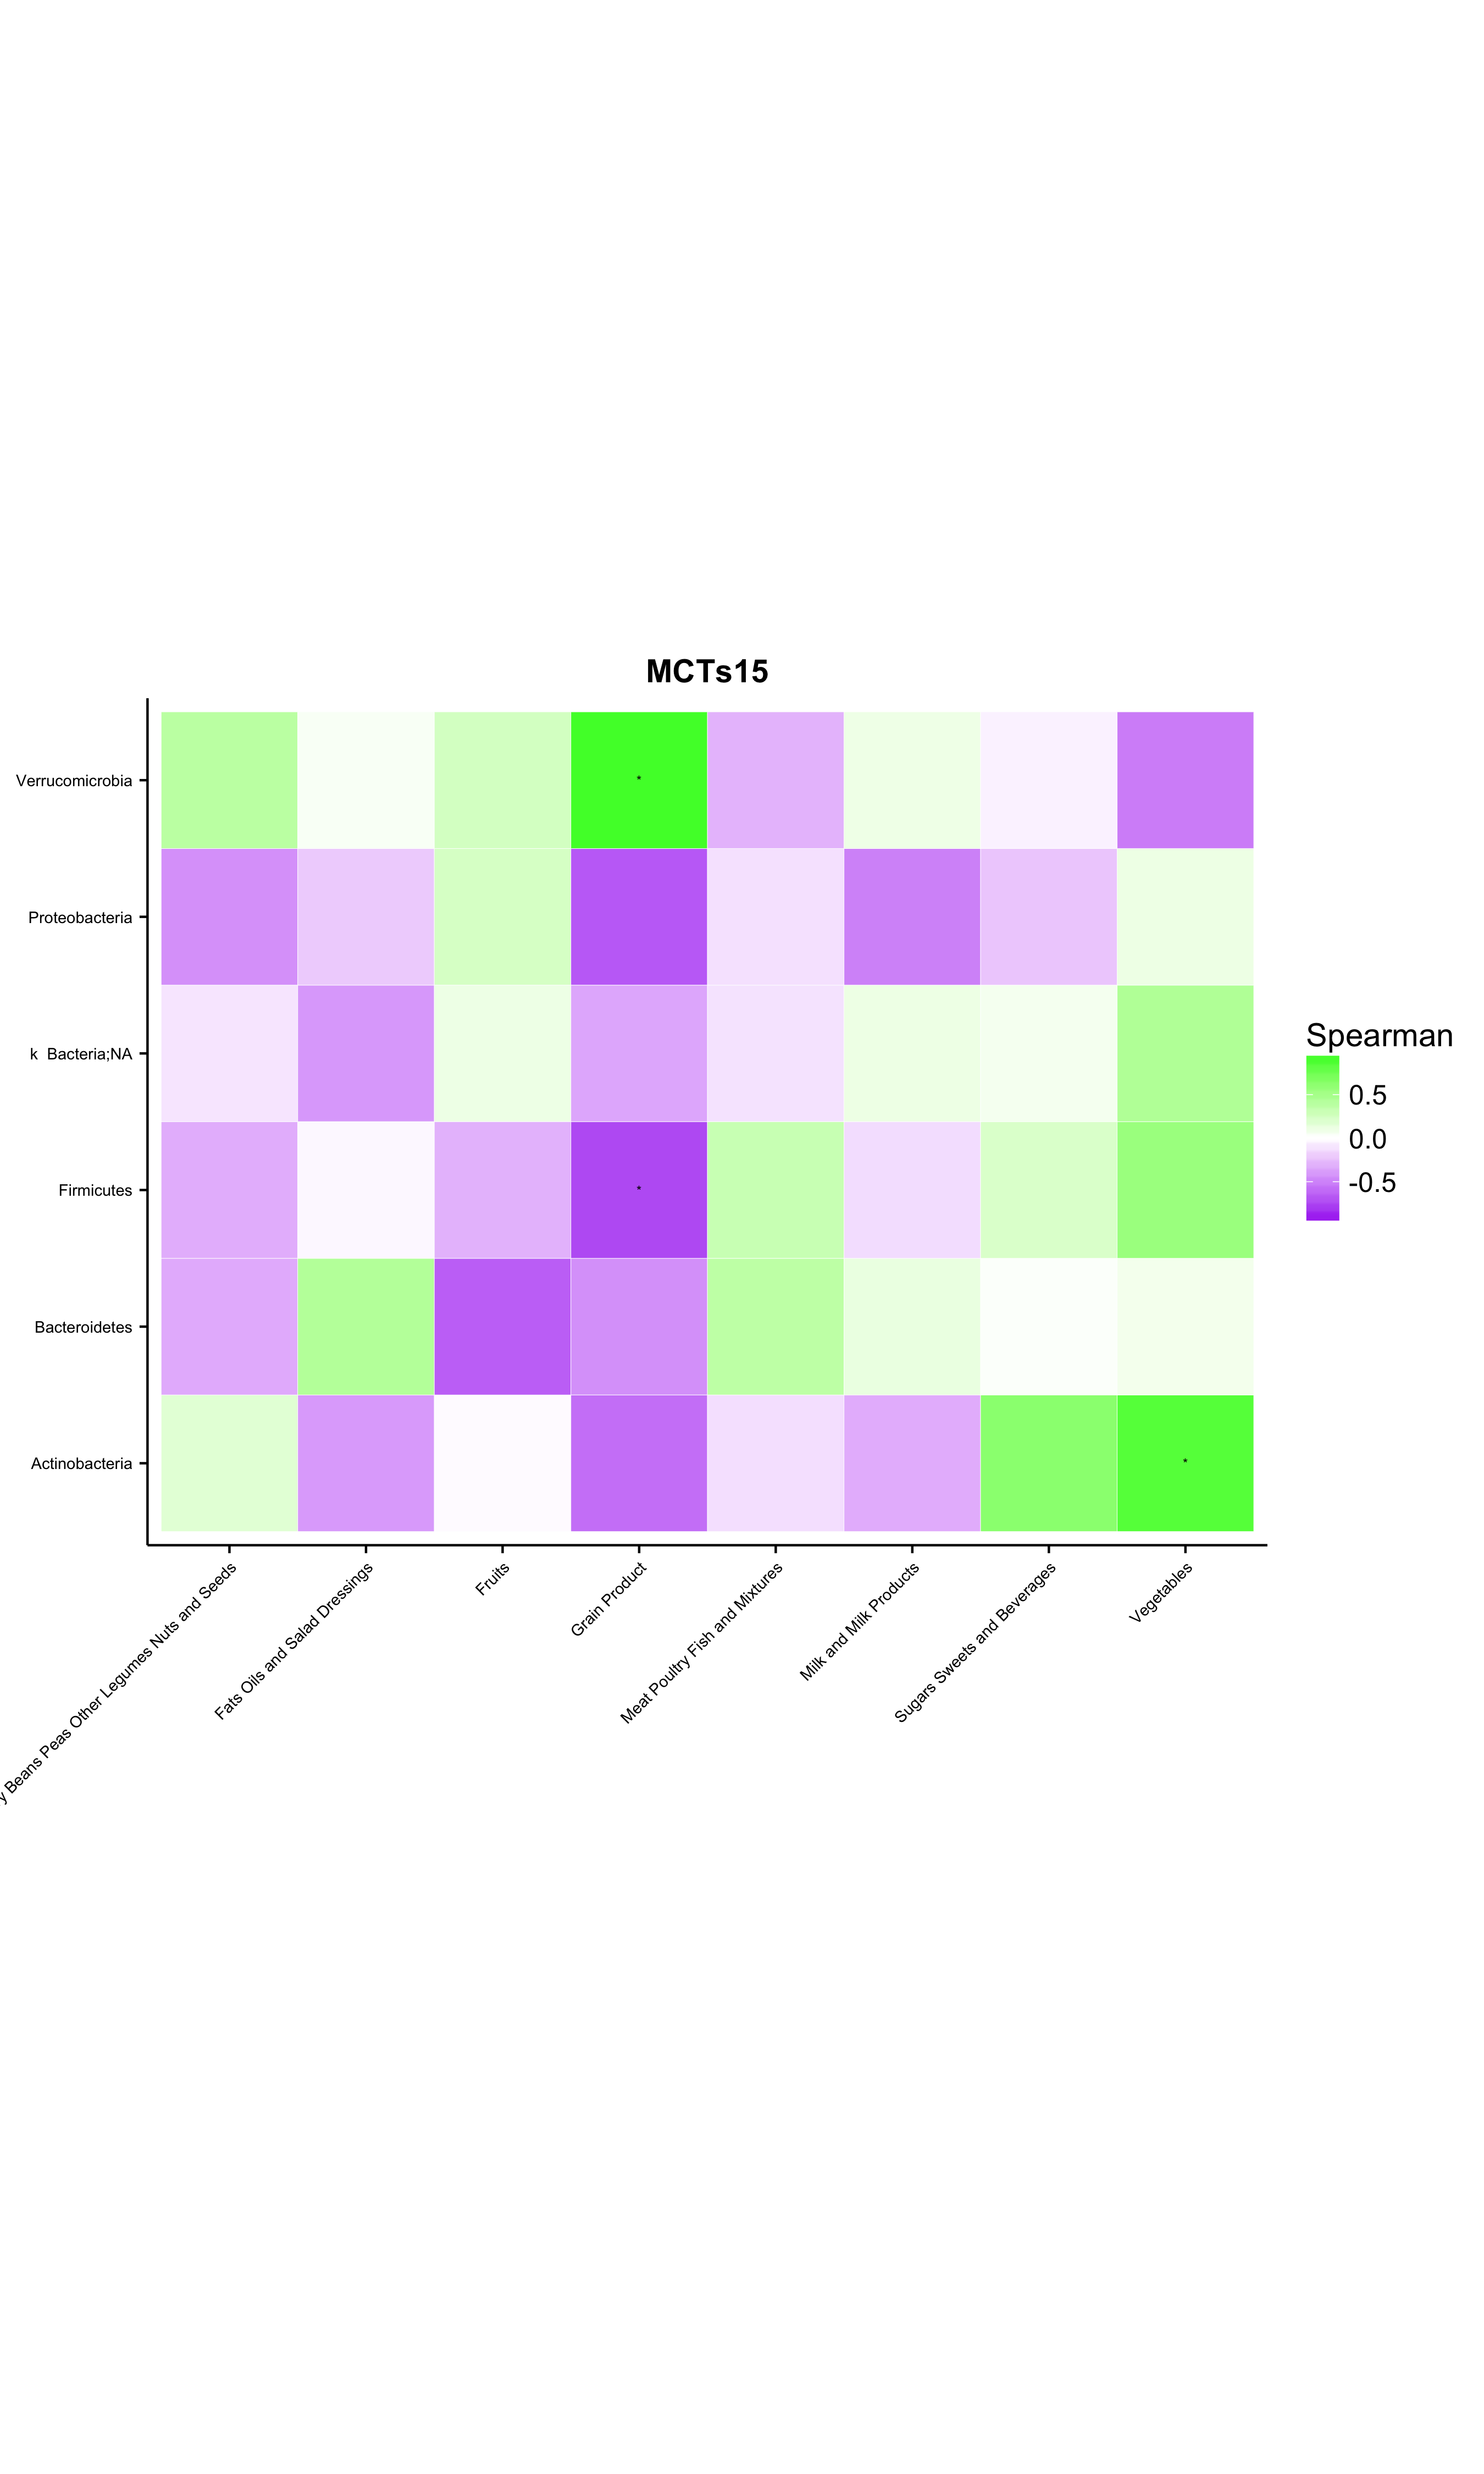 MCTs15
Verrucomicrobia
*
Proteobacteria
k Bacteria;NA
Firmicutes
*
Bacteroidetes
Actinobacteria
*
Spearman
0.5
0.0
-0.5
Beans Peas Other Legumes Nuts and Seeds
Fats Oils and Salad Dressings
Fruits
Grain Product
Meat Poultry Fish and Mixtures
Milk and Milk Products
Sugars Sweets and Beverages
Vegetables